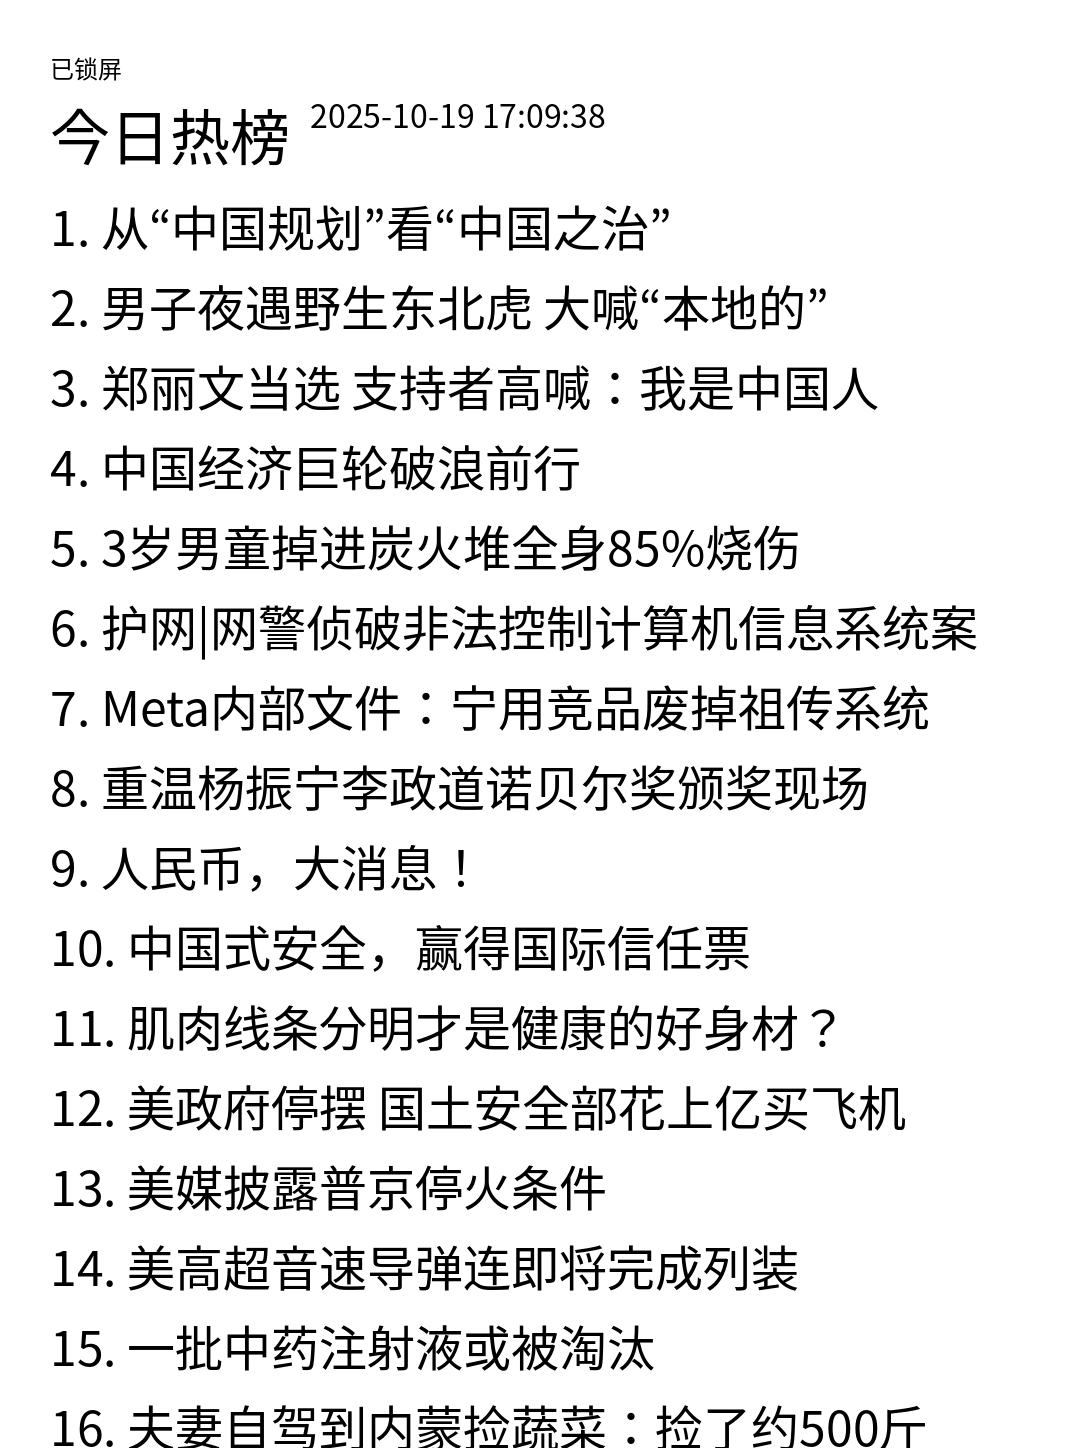 已锁屏
今日热榜 2025-10-19 17:09:38
1. 从“中国规划”看“中国之治”
2. 男子夜遇野生东北虎 大喊“本地的”
3. 郑丽文当选 支持者高喊：我是中国人
4. 中国经济巨轮破浪前行
5. 3岁男童掉进炭火堆全身85%烧伤
6. 护网|网警侦破非法控制计算机信息系统案
7. Meta内部文件：宁用竞品废掉祖传系统
8. 重温杨振宁李政道诺贝尔奖颁奖现场
9. 人民币，大消息！
10. 中国式安全，赢得国际信任票
11. 肌肉线条分明才是健康的好身材？
12. 美政府停摆 国土安全部花上亿买飞机
13. 美媒披露普京停火条件
14. 美高超音速导弹连即将完成列装
15. 一批中药注射液或被淘汰
16. 夫妻自驾到内蒙捡蔬菜：捡了约500斤